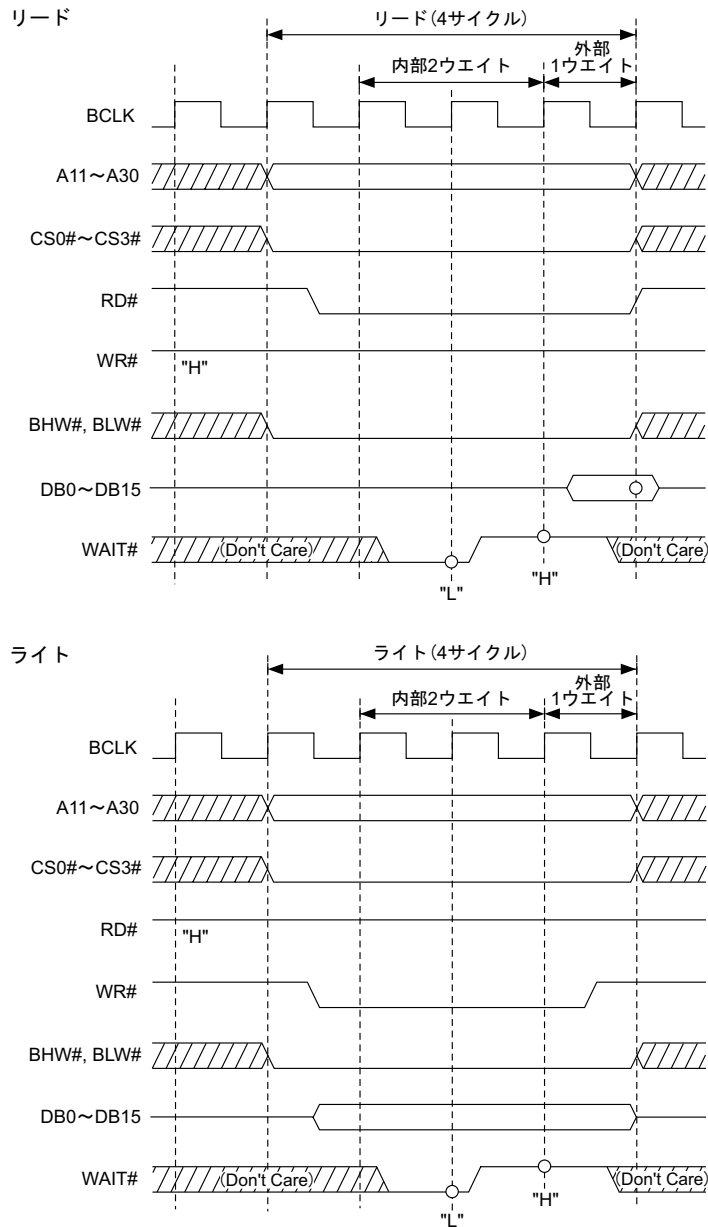 リード
リード(4サイクル)
内部2ウエイト
外部
1ウエイト
BCLK
A11～A30
CS0#～CS3#
RD#
WR#
"H"
BHW#, BLW#
DB0～DB15
WAIT#
(Don't Care)
(Don't Care)
"L"
"H"
ライト
ライト(4サイクル)
内部2ウエイト
外部
1ウエイト
BCLK
A11～A30
CS0#～CS3#
RD#
"H"
WR#
BHW#, BLW#
DB0～DB15
WAIT#
(Don't Care)
(Don't Care)
"L"
"H"